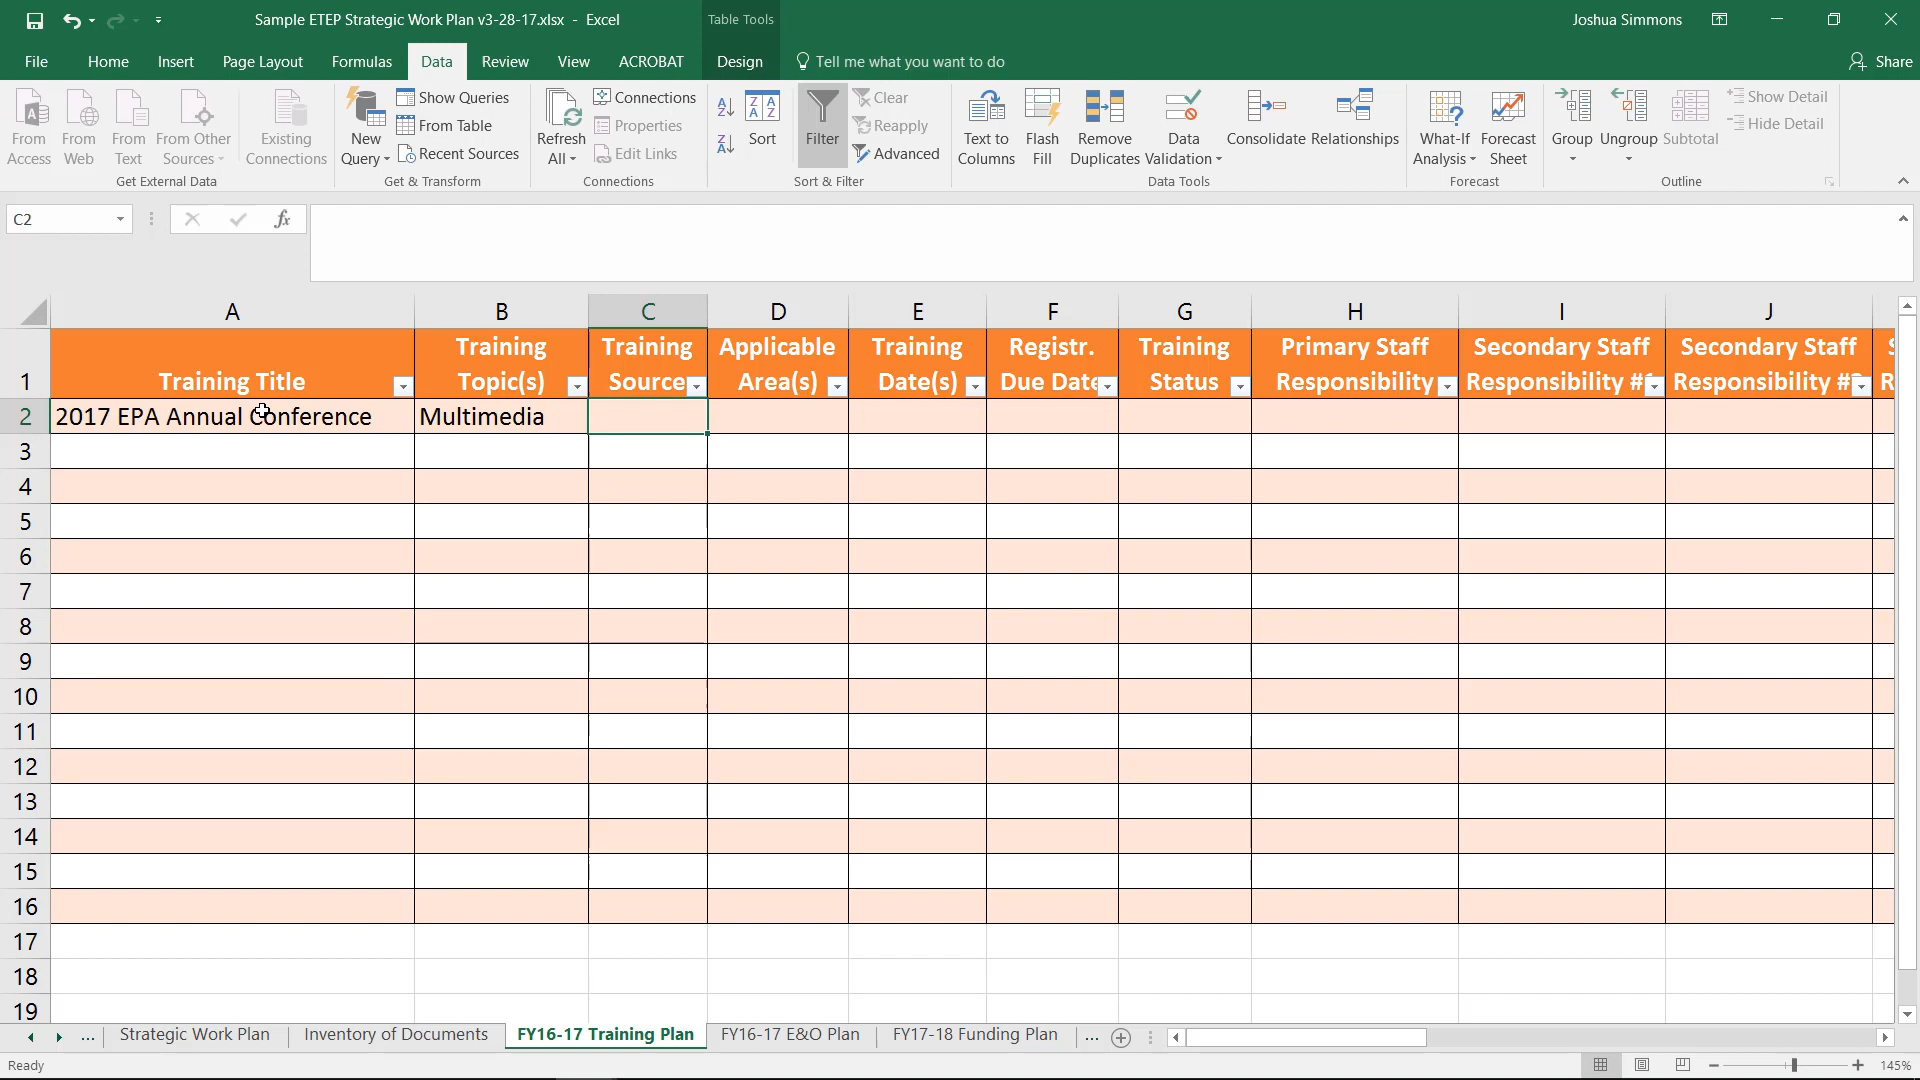 Sample ETEP Strategic Work Plan v3-28-17.xlsx - Excel
Table Tools
Joshua Simmons
File
Home
Insert
Page Layout
Formulas
Data
Review
View
ACROBAT
Design
Tell me what you want to do
Share
From Access
From Web
From Text
From Other Sources
Existing Connections
Get External Data
New Query
Show Queries
From Table
Recent Sources
Get & Transform
Refresh All
Connections
Properties
Edit Links
Connections
Sort
Filter
Clear
Reapply
Advanced
Sort & Filter
Text to Columns
Flash Fill
Remove Duplicates
Data Validation
Consolidate
Relationships
Data Tools
What-If Analysis
Forecast Sheet
Forecast
Group
Ungroup
Subtotal
Show Detail
Hide Detail
Outline
C2
fx
A B C D E F G H I J
1
Training Title
Training Topic(s)
Training Source
Applicable Area(s)
Training Date(s)
Registr. Due Date
Training Status
Primary Staff Responsibility
Secondary Staff Responsibility #1
Secondary Staff Responsibility
2 2017 EPA Annual Conference Multimedia
3
4
5
6
7
8
9
10
11
12
13
14
15
16
17
18
19
... Strategic Work Plan Inventory of Documents FY16-17 Training Plan FY16-17 E&O Plan FY17-18 Funding Plan ...
Ready
145%